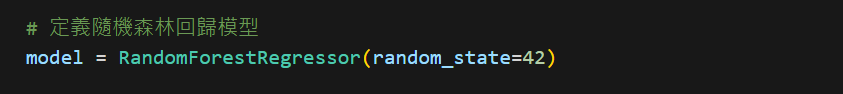 # 定義隨機森林回歸模型
model = RandomForestRegressor(random_state=42)